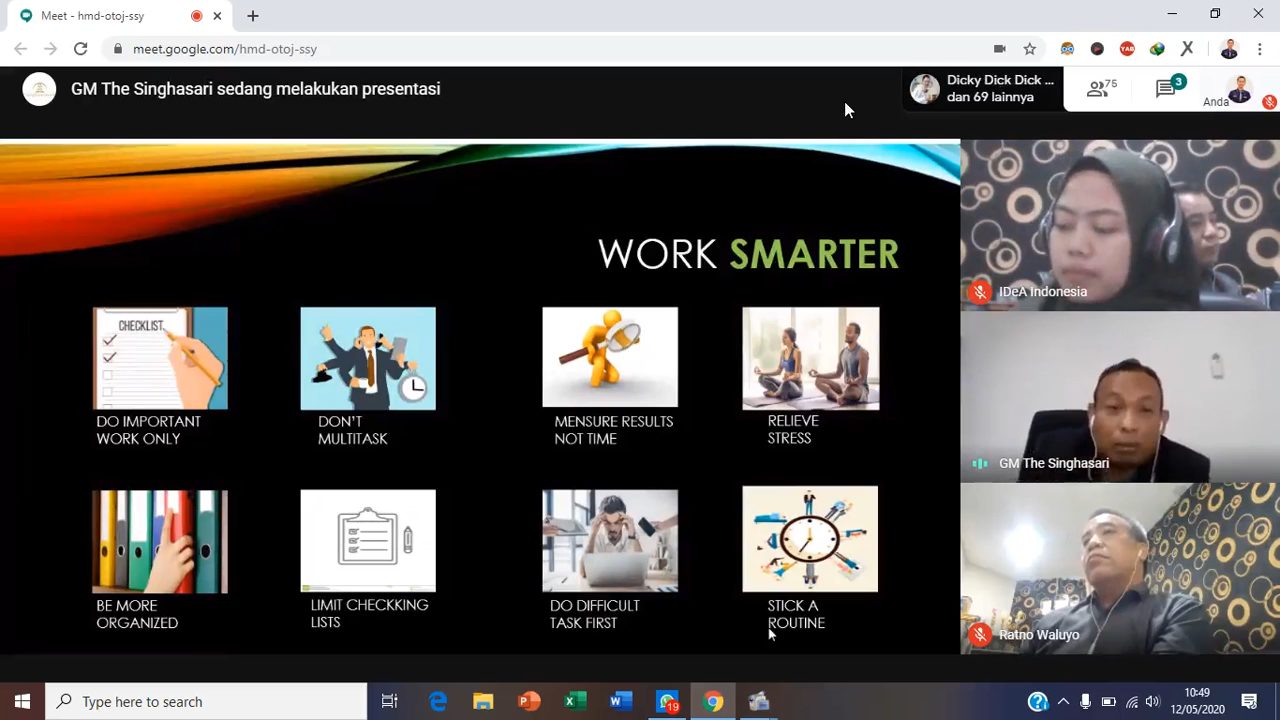 Meet - hmd-otoj-ssy
meet.google.com/hmd-otoj-ssy
YAB
GM The Singhasari sedang melakukan presentasi
Dicky Dick Dick ...
dan 69 lainnya
75
3
Anda
WORK SMARTER
CHECKLIST
DO IMPORTANT
WORK ONLY
DON'T
MULTITASK
MENSURE RESULTS
NOT TIME
RELIEVE
STRESS
BE MORE
ORGANIZED
LIMIT CHECKKING
LISTS
DO DIFFICULT
TASK FIRST
STICK A
ROUTINE
IDeA Indonesia
GM The Singhasari
Ratno Waluyo
Type here to search
19
10:49
12/05/2020